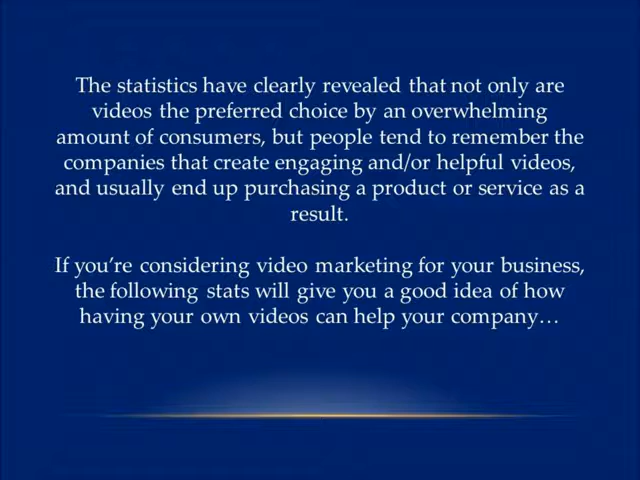 The statistics have clearly revealed that not only are
videos the preferred choice by an overwhelming
amount of consumers, but people tend to remember the
companies that create engaging and/or helpful videos,
and usually end up purchasing a product or service as a
result.
If you’re considering video marketing for your business,
the following stats will give you a good idea of how
having your own videos can help your company…